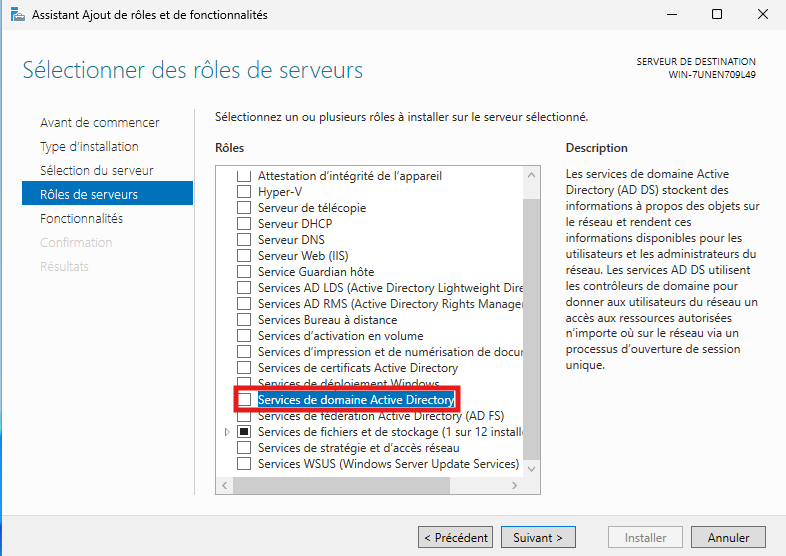 Assistant Ajout de rôles et de fonctionnalités
Sélectionner des rôles de serveurs
SERVEUR DE DESTINATION
WIN-7UNEN709L49
Avant de commencer
Type d'installation
Sélection du serveur
Rôles de serveurs
Fonctionnalités
Confirmation
Résultats
Sélectionnez un ou plusieurs rôles à installer sur le serveur sélectionné.
Rôles
Attestation d'intégrité de l'appareil
Hyper-V
Serveur de télécopie
Serveur DHCP
Serveur DNS
Serveur Web (IIS)
Service Guardian hôte
Services AD LDS (Active Directory Lightweight Dire
Services AD RMS (Active Directory Rights Manager
Services Bureau à distance
Services d'activation en volume
Services d'impression et de numérisation de docur
Services de certificats Active Directory
Services de déploiement Windows
Services de domaine Active Directory
Services de fédération Active Directory (AD FS)
Services de fichiers et de stockage (1 sur 12 installe
Services de stratégie et d'accès réseau
Services WSUS (Windows Server Update Services)
Description
Les services de domaine Active
Directory (AD DS) stockent des
informations à propos des objets sur
le réseau et rendent ces
informations disponibles pour les
utilisateurs et les administrateurs du
réseau. Les services AD DS utilisent
les contrôleurs de domaine pour
donner aux utilisateurs du réseau un
accès aux ressources autorisées
n'importe où sur le réseau via un
processus d'ouverture de session
unique.
< Précédent
Suivant >
Installer
Annuler